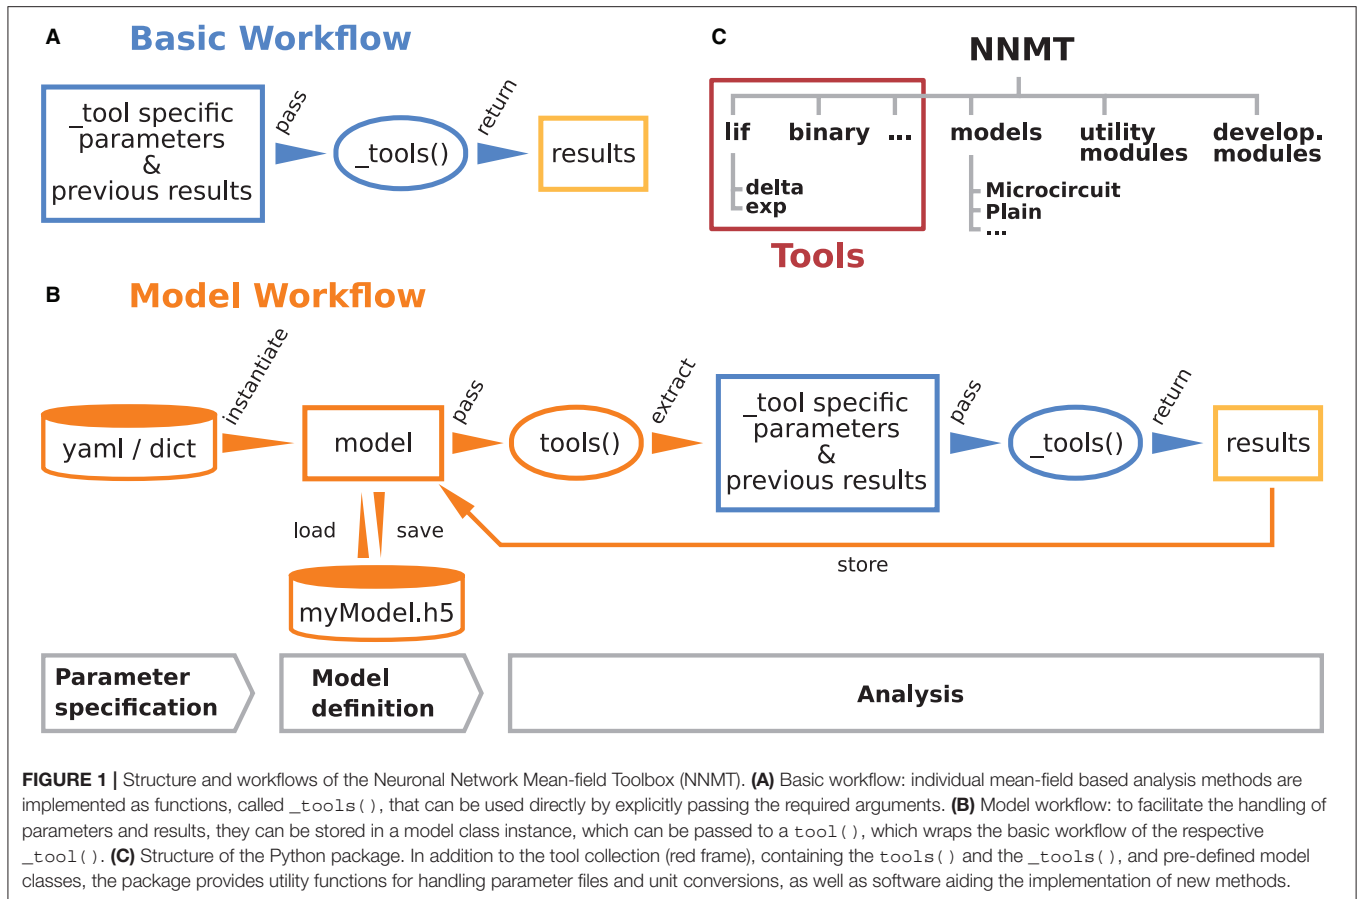 A
Basic Workflow
_tool specific
parameters
&
previous results
pass
_tools()
return
results
C
NNMT
lif
binary
...
models
utility
modules
develop.
modules
delta
exp
Microcircuit
Plain
...
Tools
B
Model Workflow
yaml / dict
instantiate
model
pass
tools()
extract
_tool specific
parameters
&
previous results
pass
_tools()
return
results
load
save
store
myModel.h5
Parameter
specification
Model
definition
Analysis
FIGURE 1 | Structure and workflows of the Neuronal Network Mean-field Toolbox (NNMT). (A) Basic workflow: individual mean-field based analysis methods are
implemented as functions, called _tools(), that can be used directly by explicitly passing the required arguments. (B) Model workflow: to facilitate the handling of
parameters and results, they can be stored in a model class instance, which can be passed to a tool(), which wraps the basic workflow of the respective
_tool(). (C) Structure of the Python package. In addition to the tool collection (red frame), containing the tools() and the _tools(), and pre-defined model
classes, the package provides utility functions for handling parameter files and unit conversions, as well as software aiding the implementation of new methods.